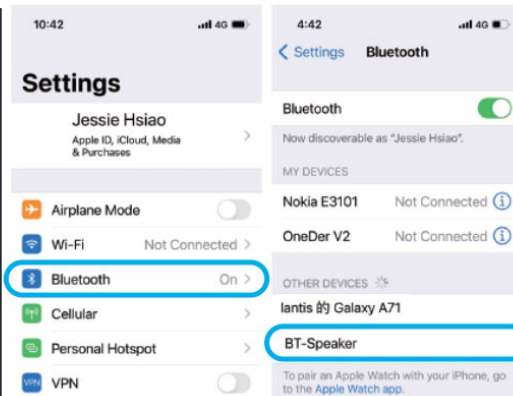 10:42
4G
Settings
Jessie Hsiao
Apple ID, iCloud, Media
& Purchases
Airplane Mode
Wi-Fi Not Connected
Bluetooth On
Cellular
Personal Hotspot
VPN VPN
4:42
4G
Settings Bluetooth
Bluetooth
Now discoverable as "Jessie Hsiao".
MY DEVICES
Nokia E3101 Not Connected
OneDer V2 Not Connected
OTHER DEVICES
lantis 的 Galaxy A71
BT-Speaker
To pair an Apple Watch with your iPhone, go
to the Apple Watch app.